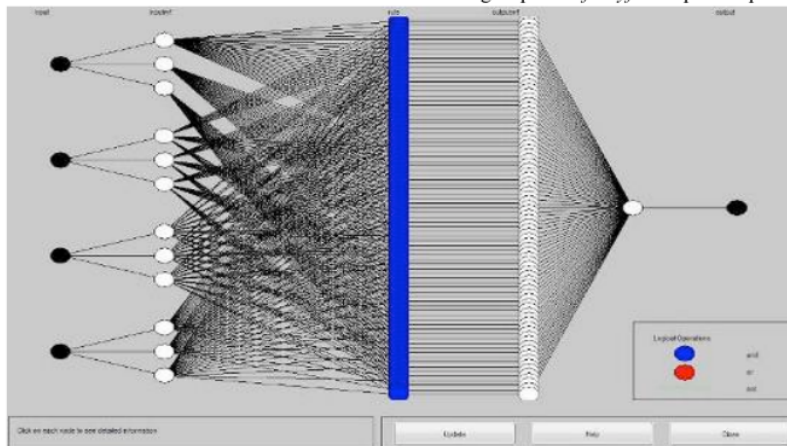 input inputmf rule outputmf output
Logical Operations
and
or
not
Click on each node to see detailed information
Update Help Close